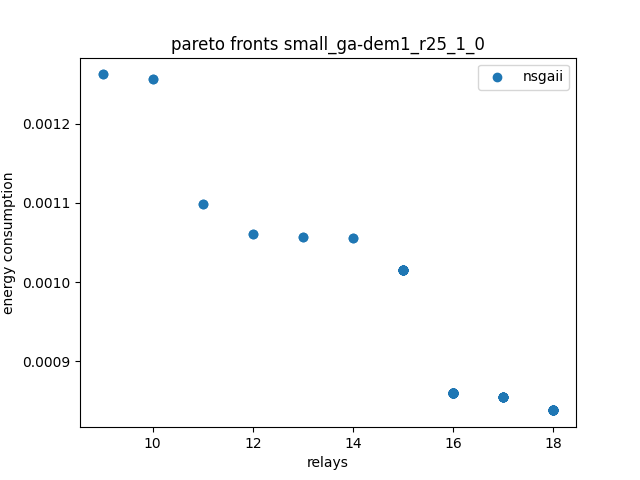 pareto fronts small_ga-dem1_r25_1_0
nsgaii
energy consumption
0.0012
0.0011
0.0010
0.0009
10 12 14 16 18
relays